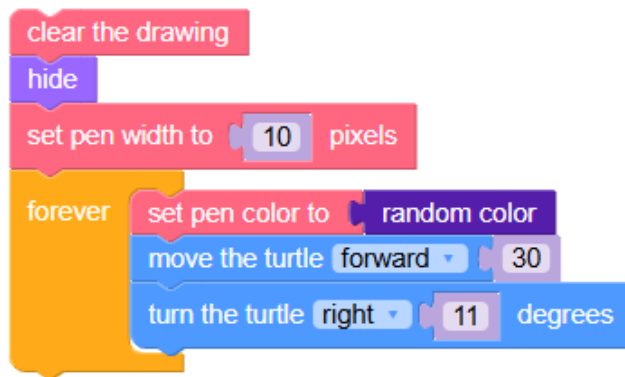 clear the drawing
hide
set pen width to 10 pixels
forever set pen color to random color
move the turtle forward 30
turn the turtle right 11 degrees